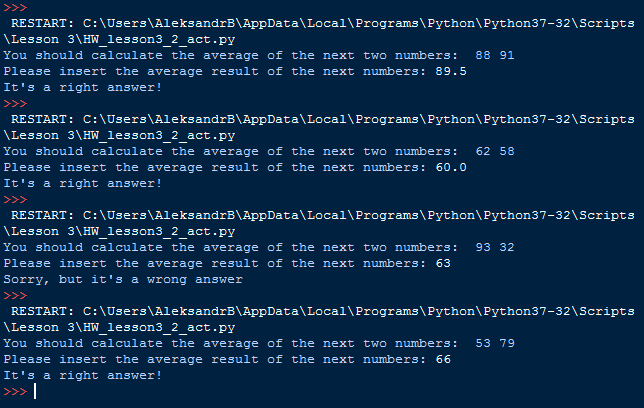 >>>
 RESTART: C:\Users\AleksandrB\AppData\Local\Programs\Python\Python37-32\Scripts
\Lesson 3\HW_lesson3_2_act.py
You should calculate the average of the next two numbers:  88 91
Please insert the average result of the next numbers: 89.5
It's a right answer!
>>>
 RESTART: C:\Users\AleksandrB\AppData\Local\Programs\Python\Python37-32\Scripts
\Lesson 3\HW_lesson3_2_act.py
You should calculate the average of the next two numbers:  62 58
Please insert the average result of the next numbers: 60.0
It's a right answer!
>>>
 RESTART: C:\Users\AleksandrB\AppData\Local\Programs\Python\Python37-32\Scripts
\Lesson 3\HW_lesson3_2_act.py
You should calculate the average of the next two numbers:  93 32
Please insert the average result of the next numbers: 63
Sorry, but it's a wrong answer
>>>
 RESTART: C:\Users\AleksandrB\AppData\Local\Programs\Python\Python37-32\Scripts
\Lesson 3\HW_lesson3_2_act.py
You should calculate the average of the next two numbers:  53 79
Please insert the average result of the next numbers: 66
It's a right answer!
>>>